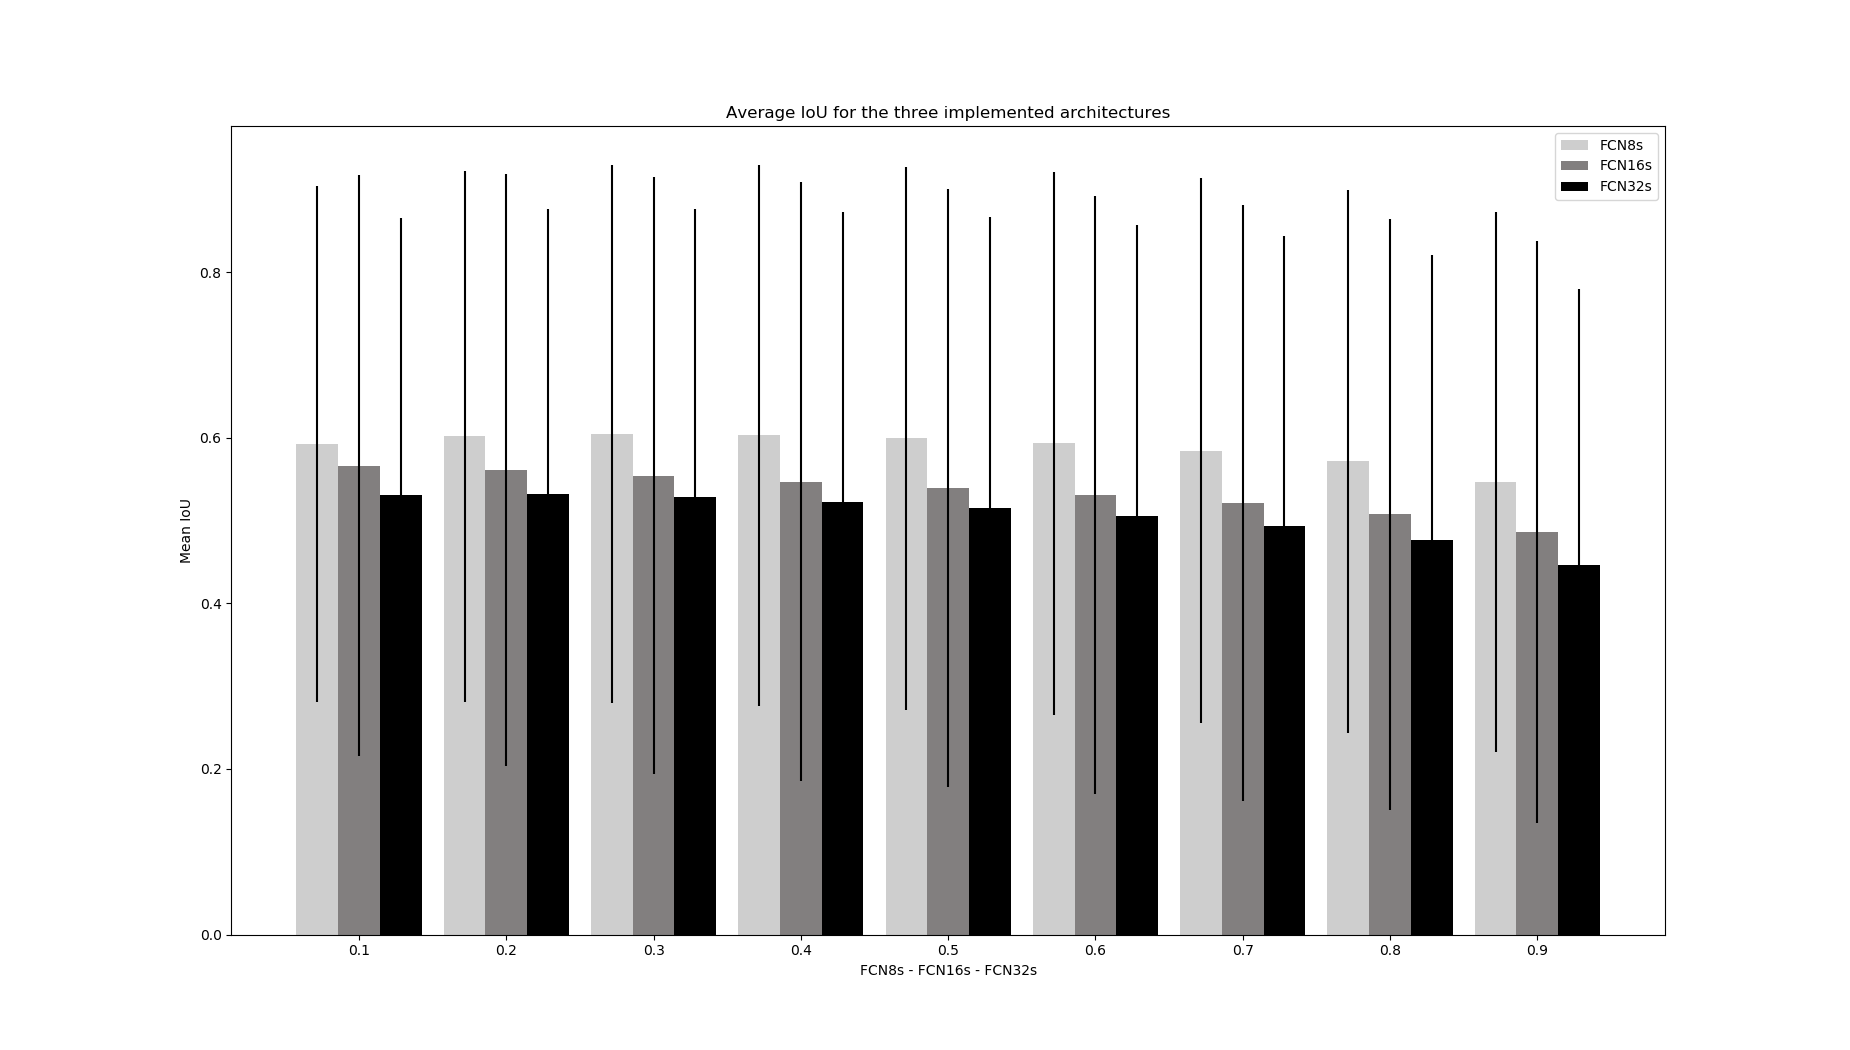 Average IoU for the three implemented architectures
FCN8s
FCN16s
FCN32s
0.8
0.6
0.4
0.2
0.0
Mean IoU
0.1 0.2 0.3 0.4 0.5 0.6 0.7 0.8 0.9
FCN8s - FCN16s - FCN32s